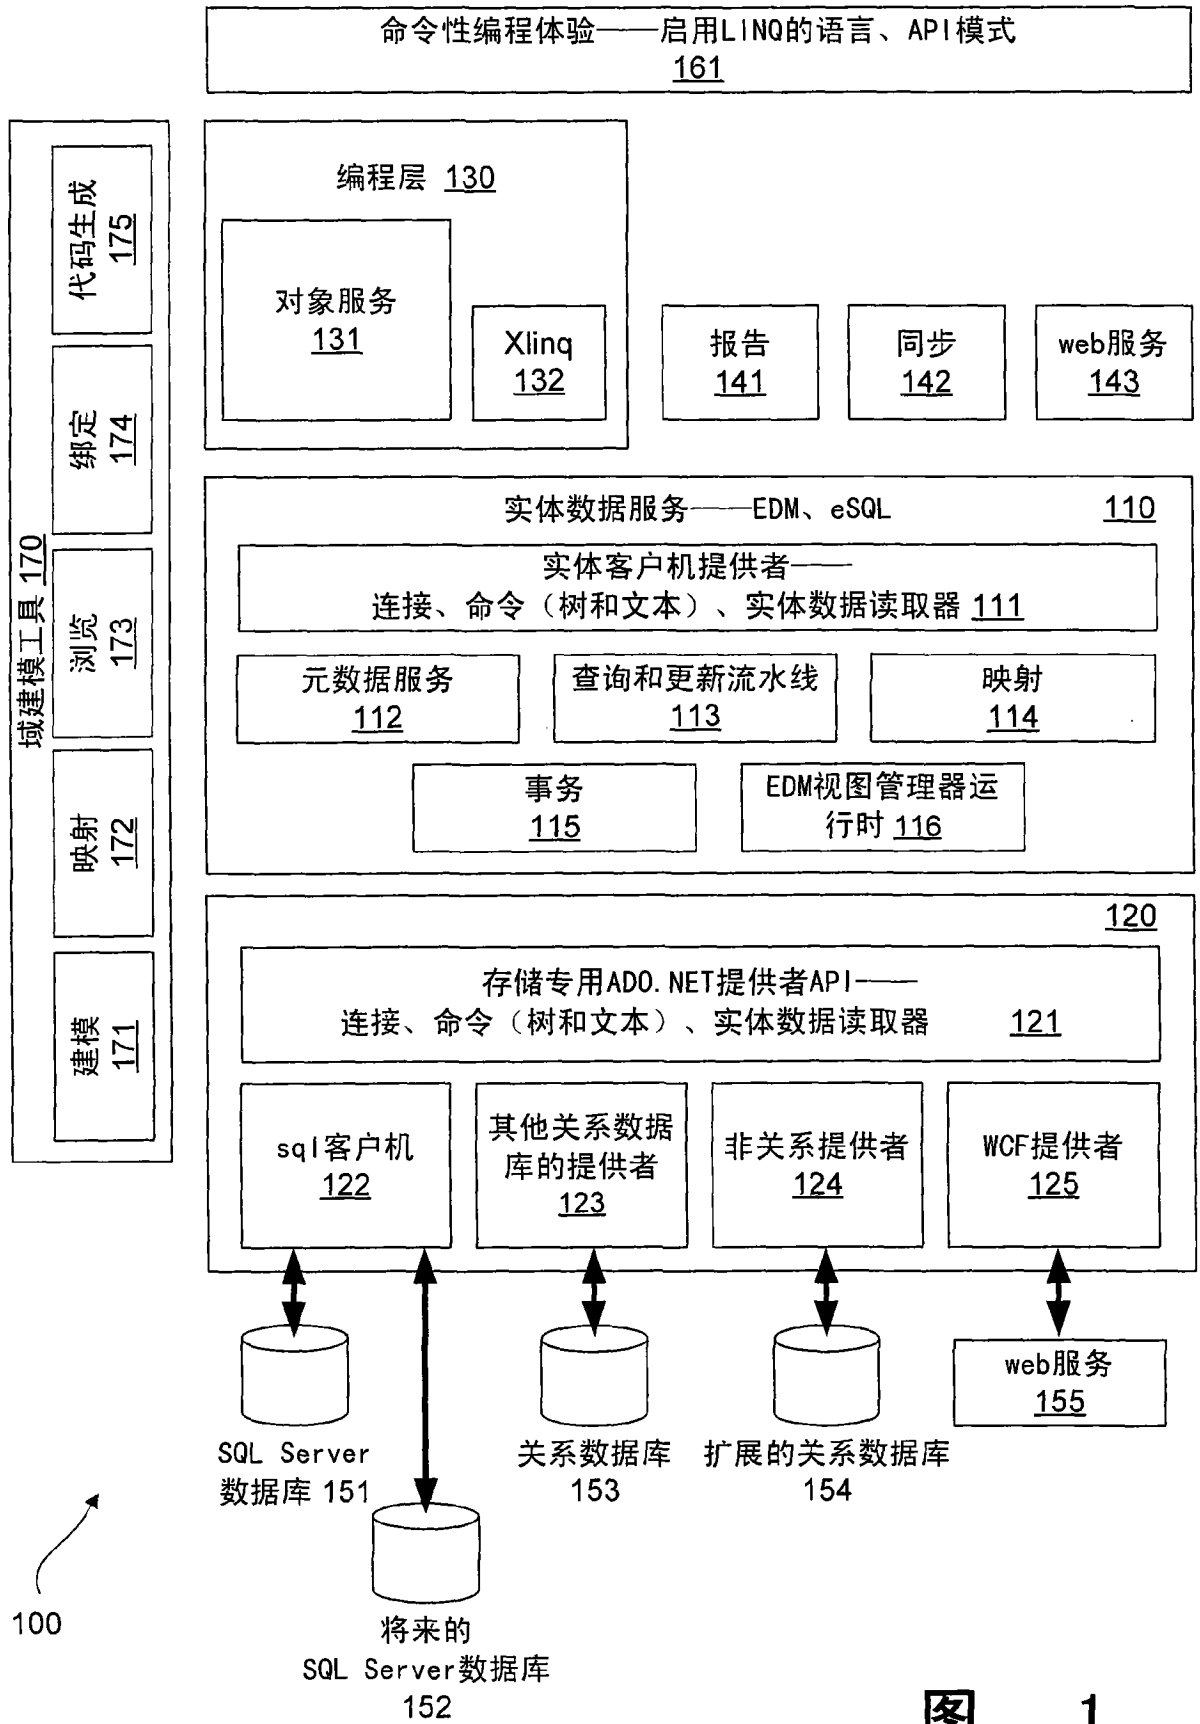 命令性编程体验——启用LINQ的语言、API模式
161
域建模工具 170
代码生成
175
绑定
174
浏览
173
映射
172
建模
171
编程层 130
对象服务
131
Xlinq
132
报告
141
同步
142
web服务
143
实体数据服务——EDM、eSQL
110
实体客户机提供者——
连接、命令（树和文本）、实体数据读取器 111
元数据服务
112
查询和更新流水线
113
映射
114
事务
115
EDM视图管理器运
行时 116
120
存储专用ADO.NET提供者API——
连接、命令（树和文本）、实体数据读取器 121
sql客户机
122
其他关系数据
库的提供者
123
非关系提供者
124
WCF提供者
125
SQL Server
数据库 151
关系数据库
153
扩展的关系数据库
154
web服务
155
将来的
SQL Server数据库
152
100
图 1